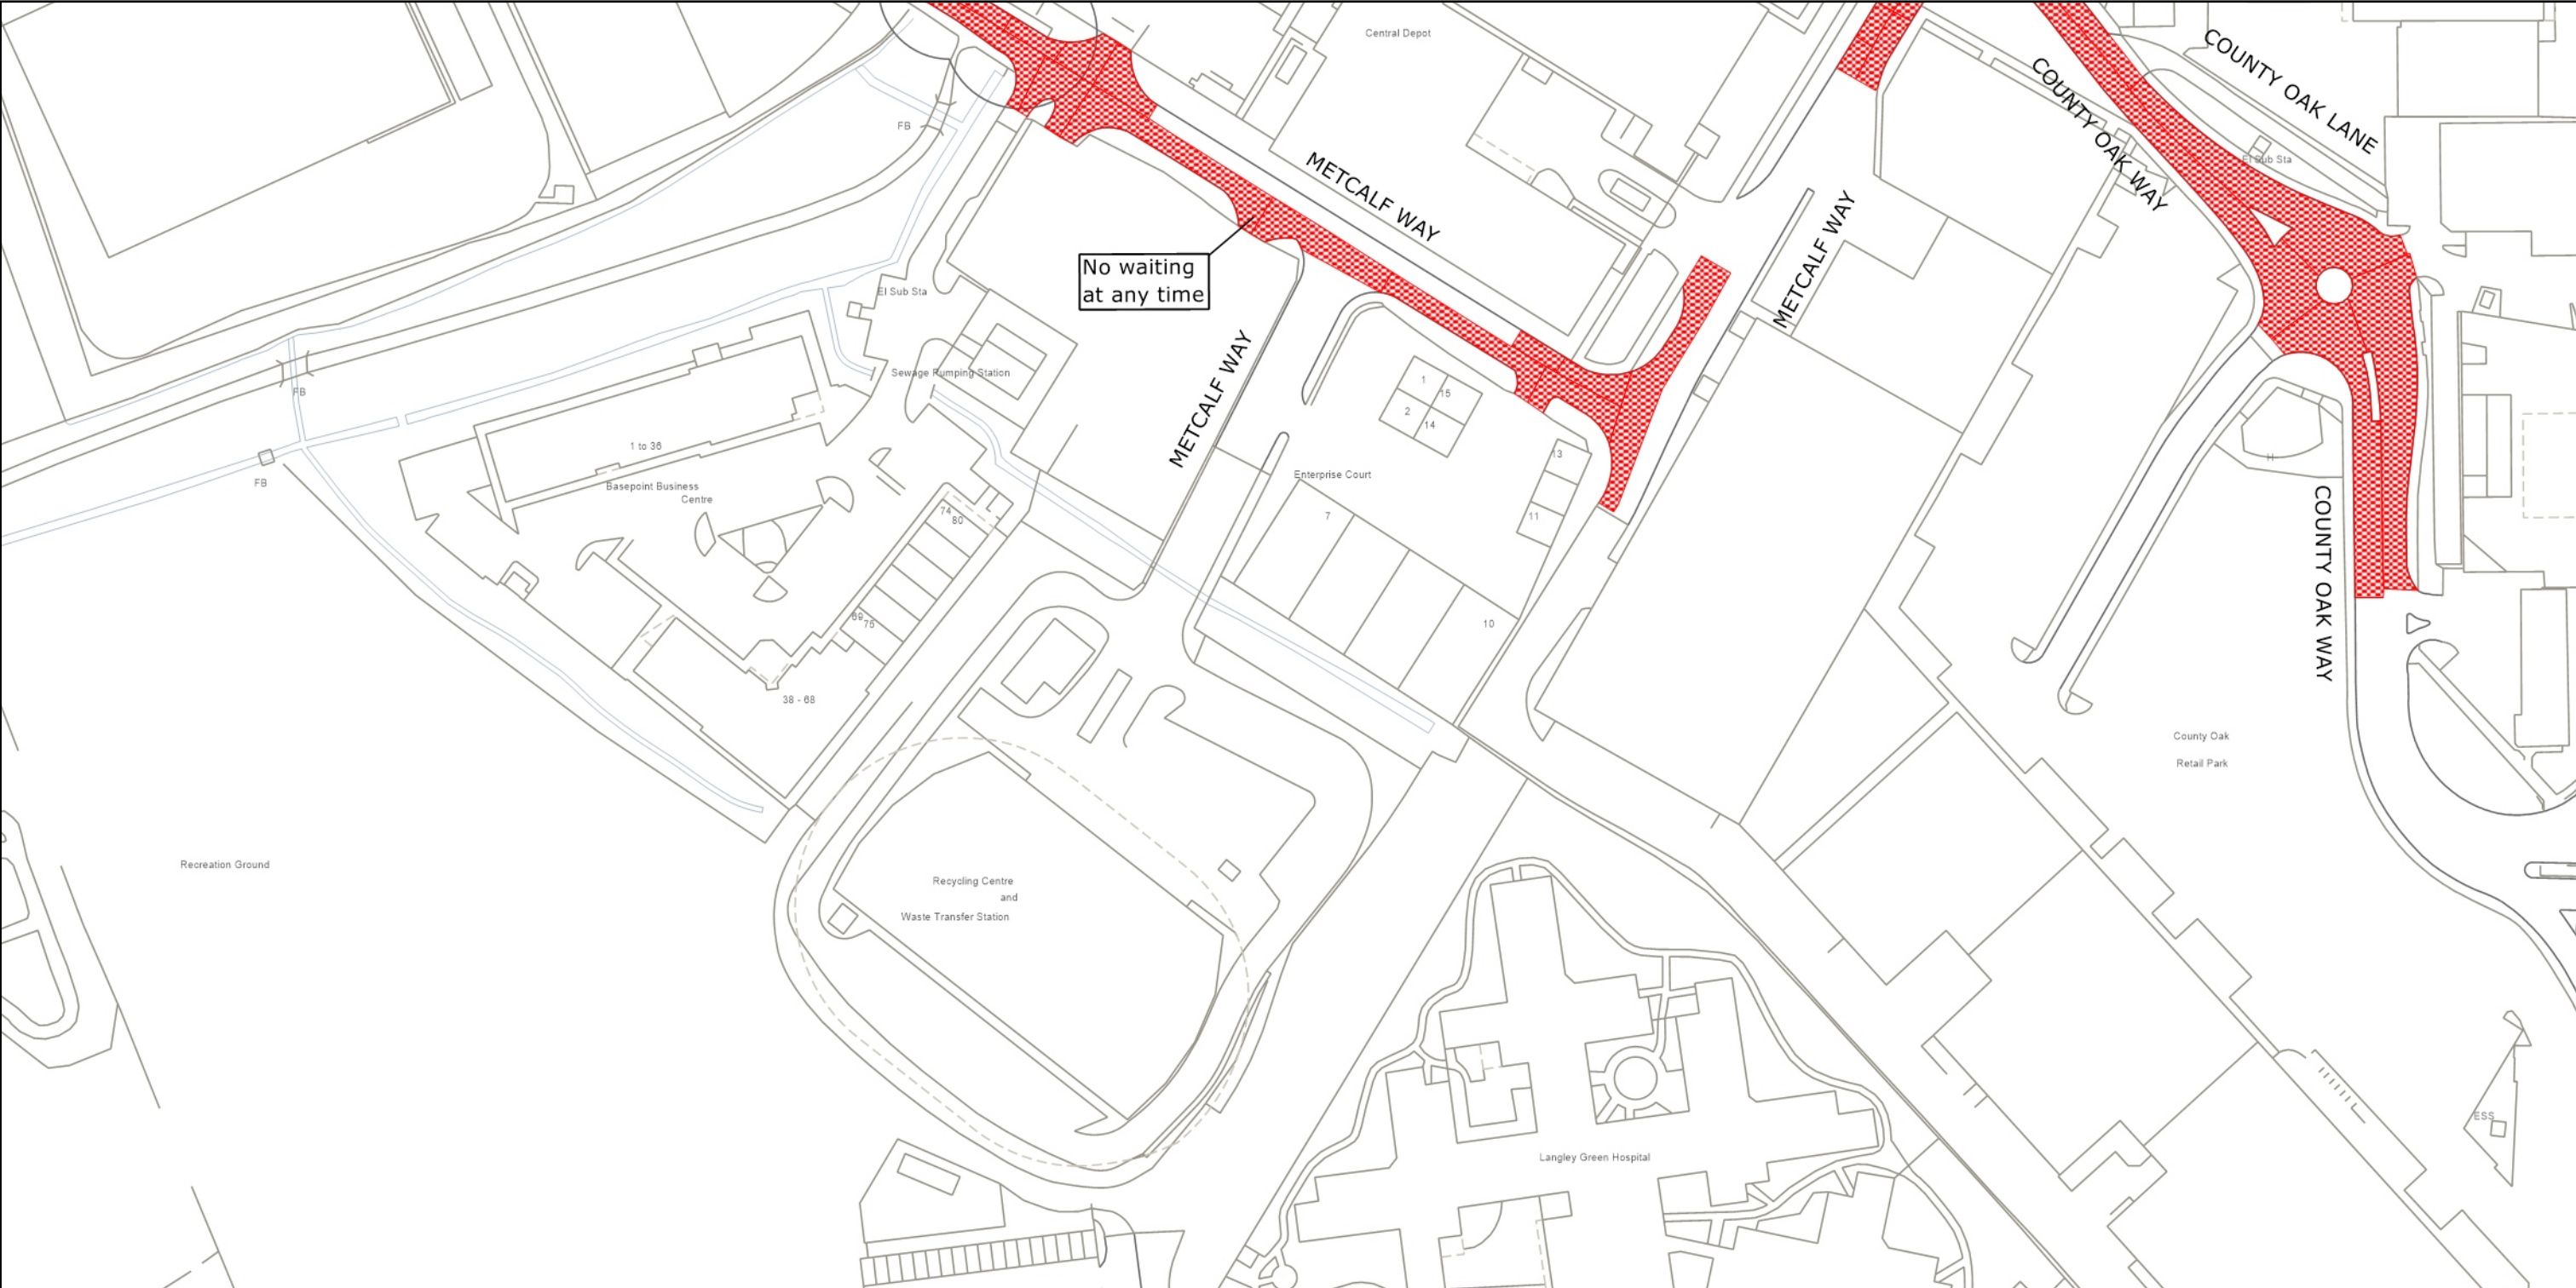 Central Depot
COUNTY OAK LANE
COUNTY OAK WAY
FB
El Sub Sta
METCALF WAY
METCALF WAY
No waiting
at any time
El Sub Sta
METCALF WAY
Sewage Pumping Station
1
15
2
14
FB
1 to 36
13
H
Enterprise Court
FB
Basepoint Business
Centre
COUNTY OAK WAY
74
80
7
11
69
75
10
38 - 68
County Oak
Retail Park
Recreation Ground
Recycling Centre
and
Waste Transfer Station
ESS
Langley Green Hospital